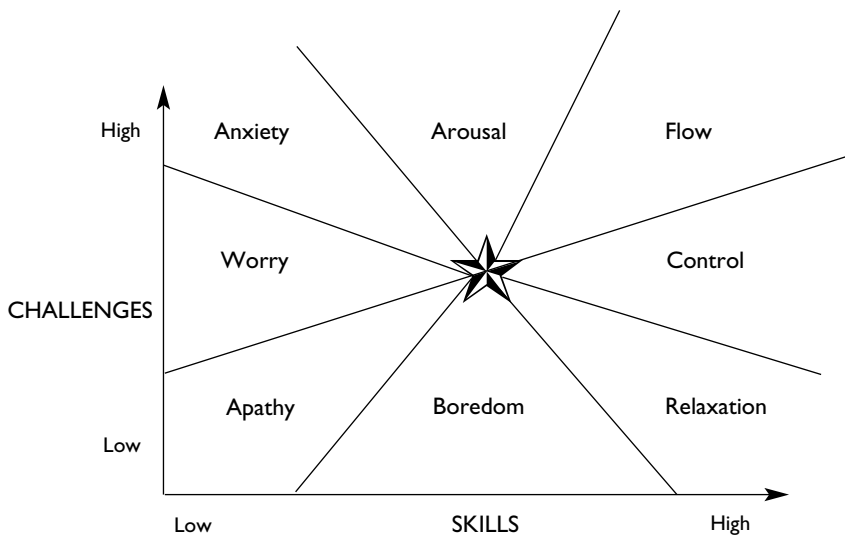 High
Anxiety
Arousal
Flow
Worry
Control
CHALLENGES
Apathy
Boredom
Relaxation
Low
Low
SKILLS
High